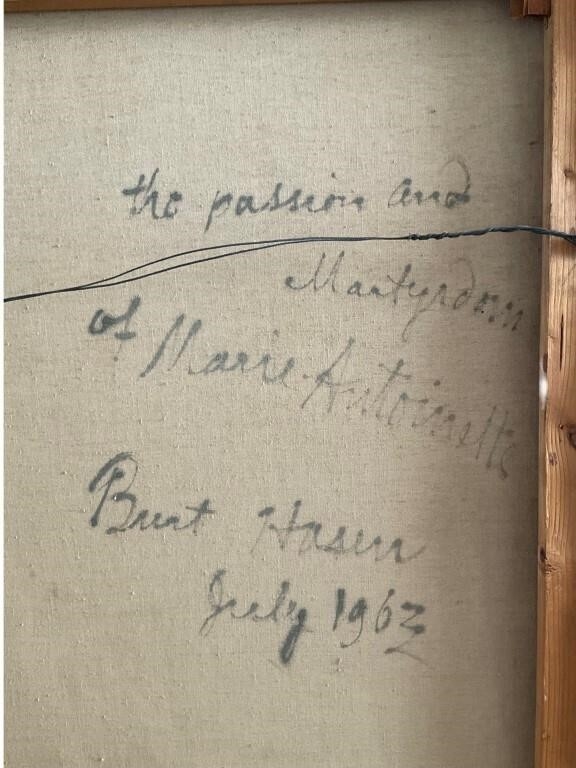 the passion and
Martyrdom
of Marie Antoinette
Burt Hasen
July 1963